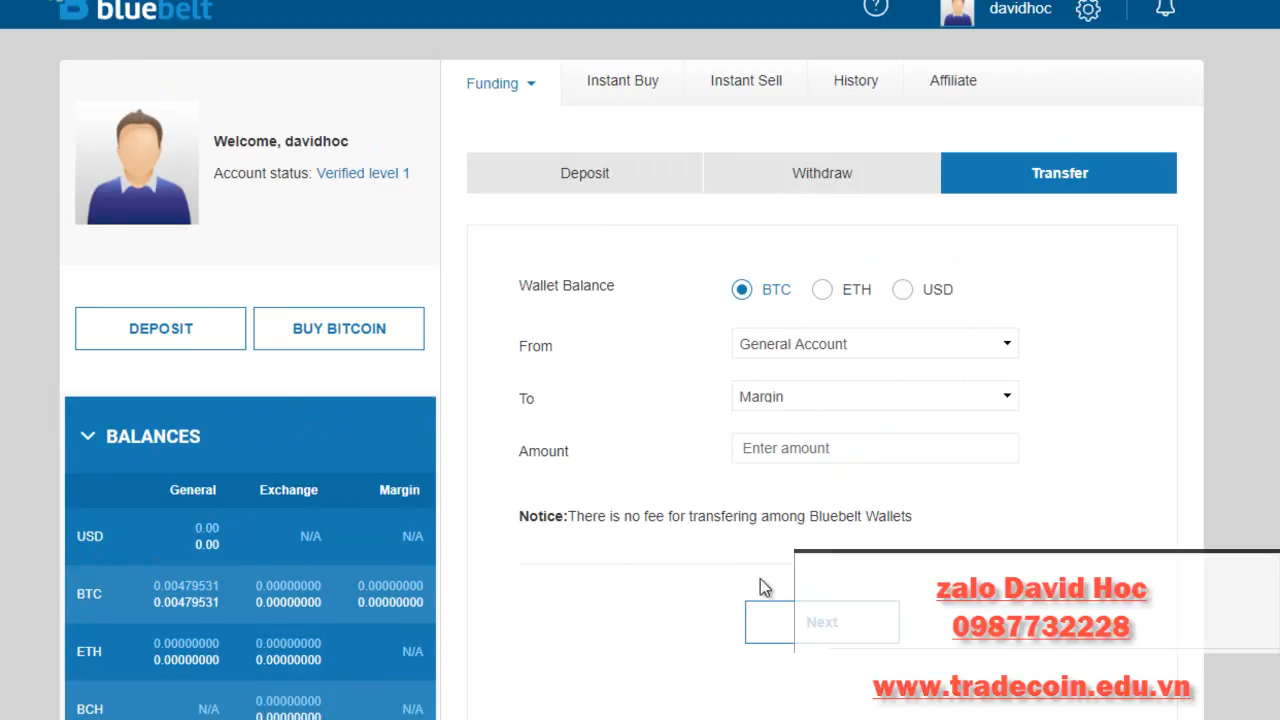 bluebelt
davidhoc
Funding
Instant Buy
Instant Sell
History
Affiliate
Welcome, davidhoc
Account status: Verified level 1
Deposit
Withdraw
Transfer
Wallet Balance
BTC
ETH
USD
From
General Account
To
Margin
Amount
Enter amount
Notice:There is no fee for transfering among Bluebelt Wallets
Next
DEPOSIT
BUY BITCOIN
BALANCES
General Exchange Margin
USD 0.00 N/A N/A
0.00
BTC 0.00479531 0.00000000 0.00000000
0.00479531 0.00000000 0.00000000
ETH 0.00000000 0.00000000 N/A
0.00000000 0.00000000
BCH N/A 0.00000000 N/A
0.00000000
zalo David Hoc
0987732228
www.tradecoin.edu.vn